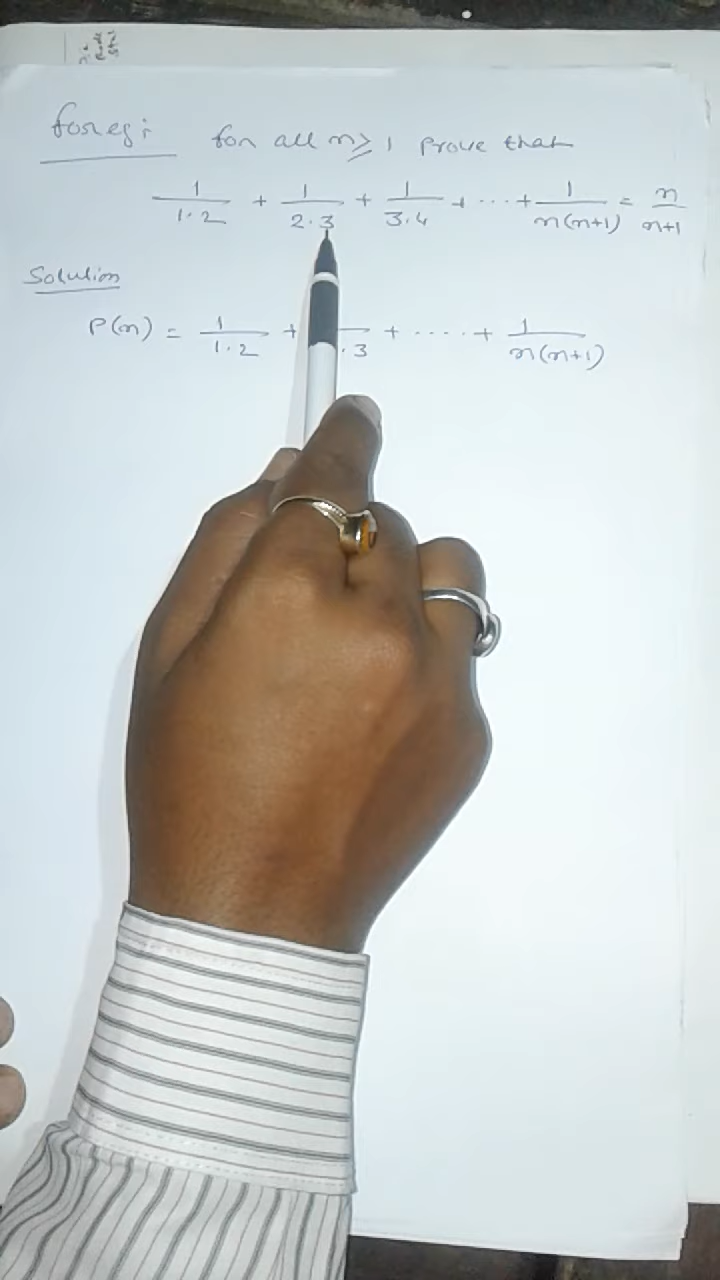 for eg:
for all n ≥ 1 prove that
1/1.2 + 1/2.3 + 1/3.4 + ... + 1/n(n+1) = n/n+1
Solution
P(n) = 1/1.2 + .3 + .... + 1/n(n+1)